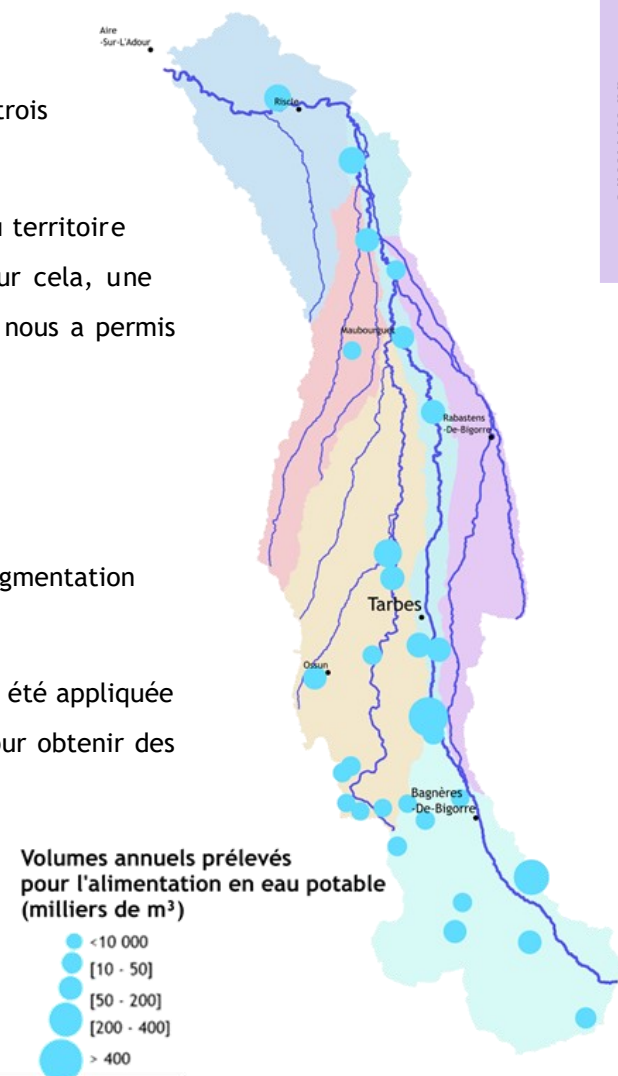 trois
territoire
ur cela, une
nous a permis
gmentation
été appliquée
our obtenir des
Aire
-Sur-L'Adour
Riscle
Maubourguet
Rabastens
-De-Bigorre
Tarbes
Ossun
Bagnères
-De-Bigorre
Volumes annuels prélevés
pour l'alimentation en eau potable
(milliers de m³)
<10 000
[10 - 50]
[50 - 200]
[200 - 400]
> 400